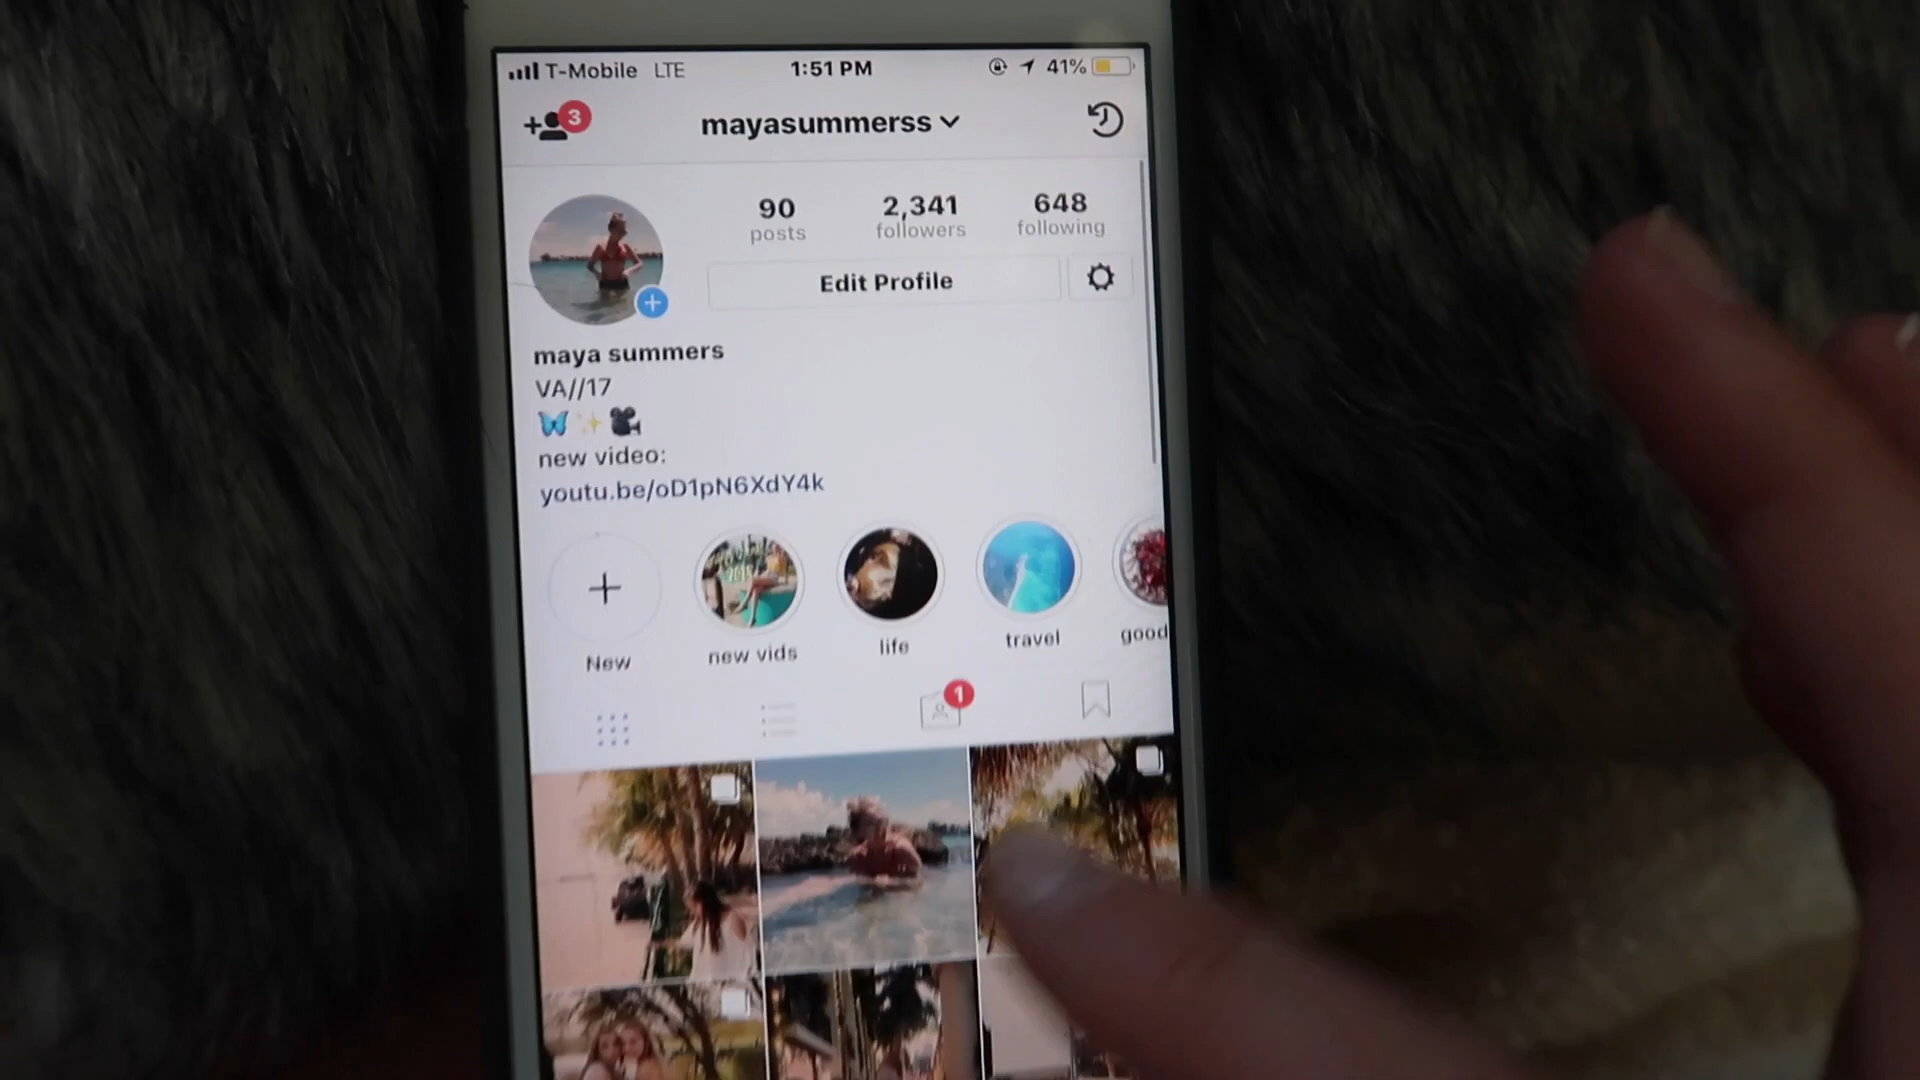 T-Mobile LTE 1:51 PM 41%
3
mayasummerss
90 2,341 648
posts followers following
Edit Profile
maya summers
VA//17
new video:
youtu.be/oD1pN6XdY4k
New new vids life travel good
1